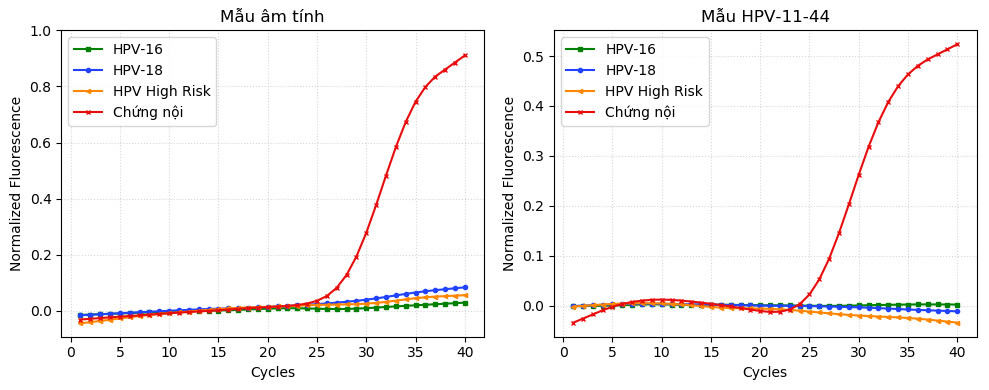 Mẫu âm tính
HPV-16
HPV-18
HPV High Risk
Chứng nội
Normalized Fluorescence
1.0
0.8
0.6
0.4
0.2
0.0
0 5 10 15 20 25 30 35 40
Cycles
Mẫu HPV-11-44
HPV-16
HPV-18
HPV High Risk
Chứng nội
Normalized Fluorescence
0.5
0.4
0.3
0.2
0.1
0.0
0 5 10 15 20 25 30 35 40
Cycles